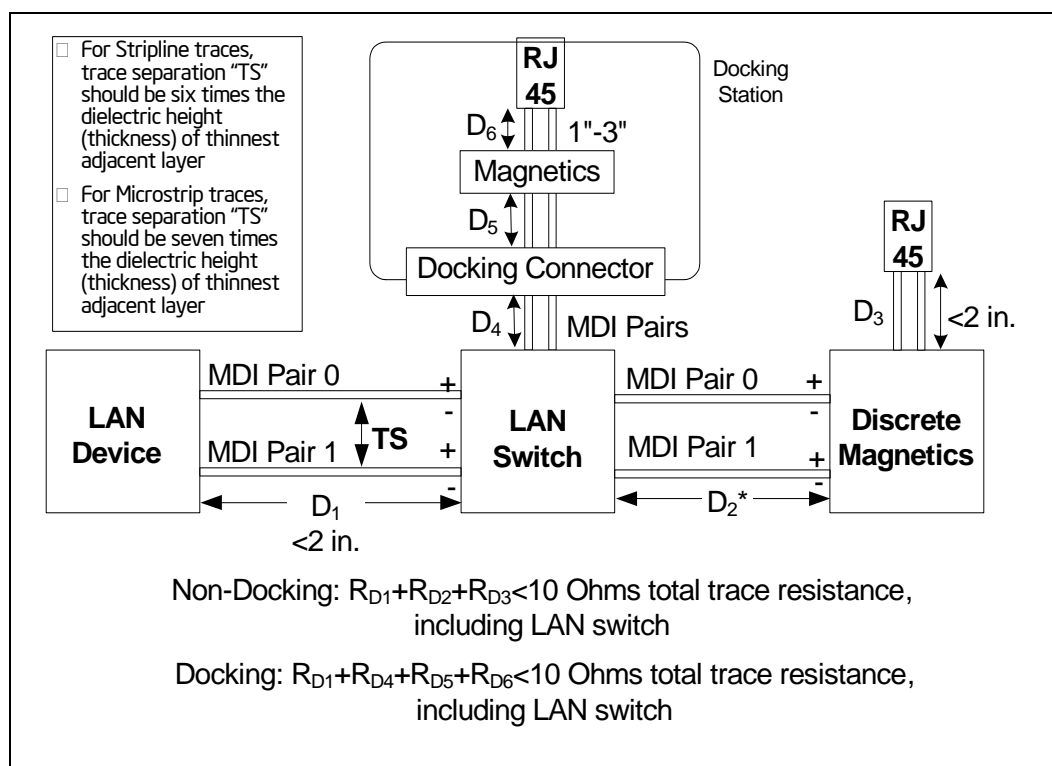 For Stripline traces,
trace separation “TS”
should be six times the
dielectric height
(thickness) of thinnest
adjacent layer
For Microstrip traces,
trace separation “TS”
should be seven times
the dielectric height
(thickness) of thinnest
adjacent layer
RJ
45
Docking
Station
D6
1"-3"
Magnetics
D5
Docking Connector
D4
MDI Pairs
RJ
45
D3
<2 in.
LAN
Device
MDI Pair 0
+
-
TS
MDI Pair 1
+
-
D1
<2 in.
LAN
Switch
MDI Pair 0
+
-
MDI Pair 1
+
-
D2*
Discrete
Magnetics
Non-Docking: RD1+RD2+RD3<10 Ohms total trace resistance,
including LAN switch
Docking: RD1+RD4+RD5+RD6<10 Ohms total trace resistance,
including LAN switch